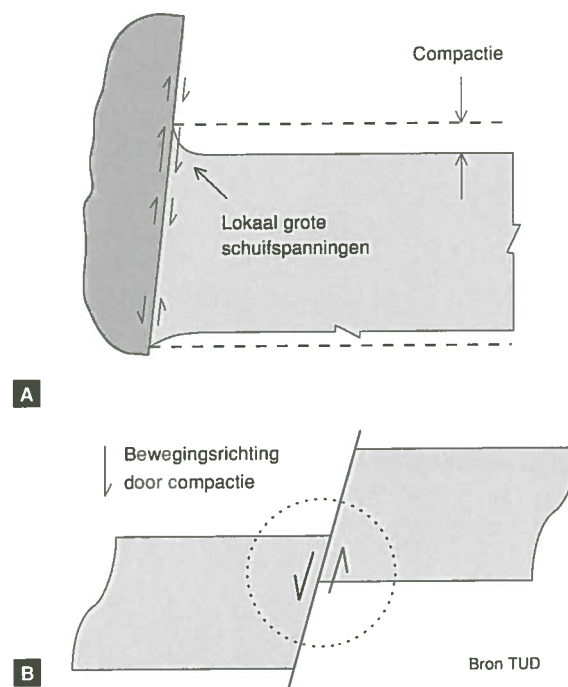 Compactie
Lokaal grote
schuifspanningen
A
Bewegingsrichting
door compactie
B
Bron TUD